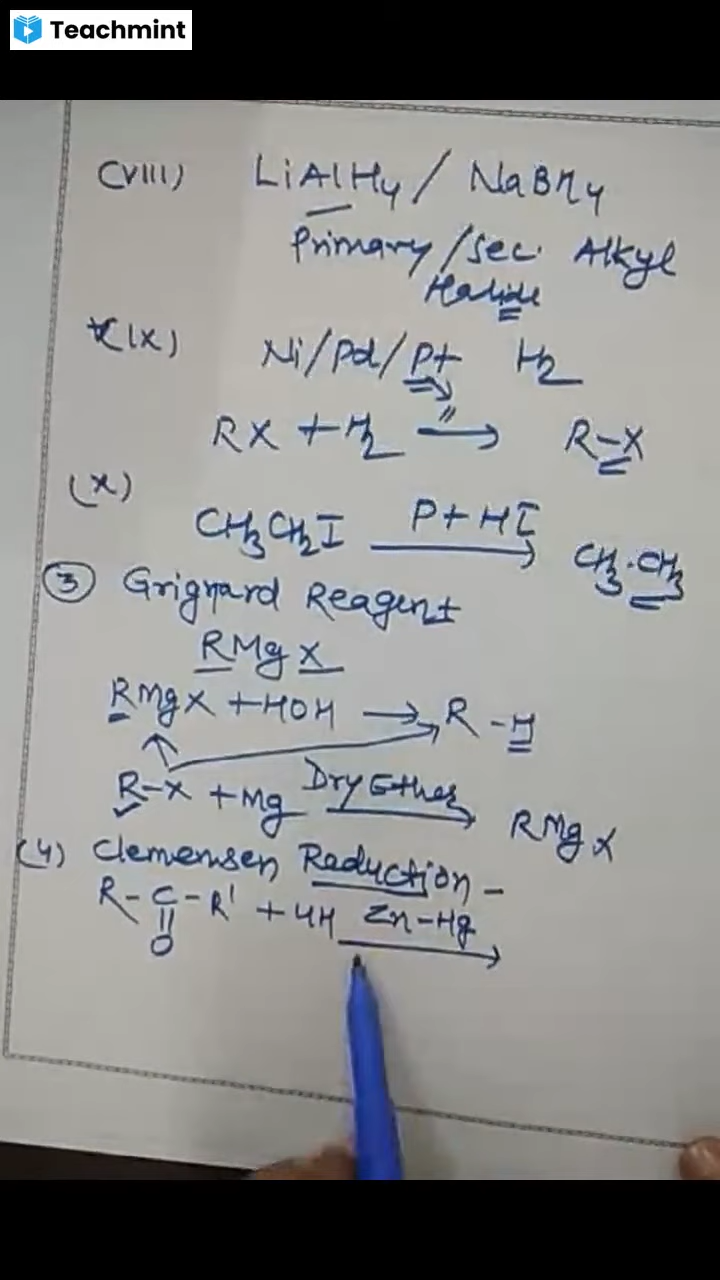 Teachmint
(VIII) LiAlH4 / NaBH4
Primary / Sec. Alkyl
Halide
(IX) Ni/Pd/Pt H2
RX + H2 → R-X
(X)
CH3CH2I P+HI → CH3.CH3
③ Grignard Reagent
RMgX
RMgX + HOH → R-H
R-X + Mg Dry Ether → RMgX
(4) Clemensen Reduction -
R-C-R' + 4H Zn-Hg →
O